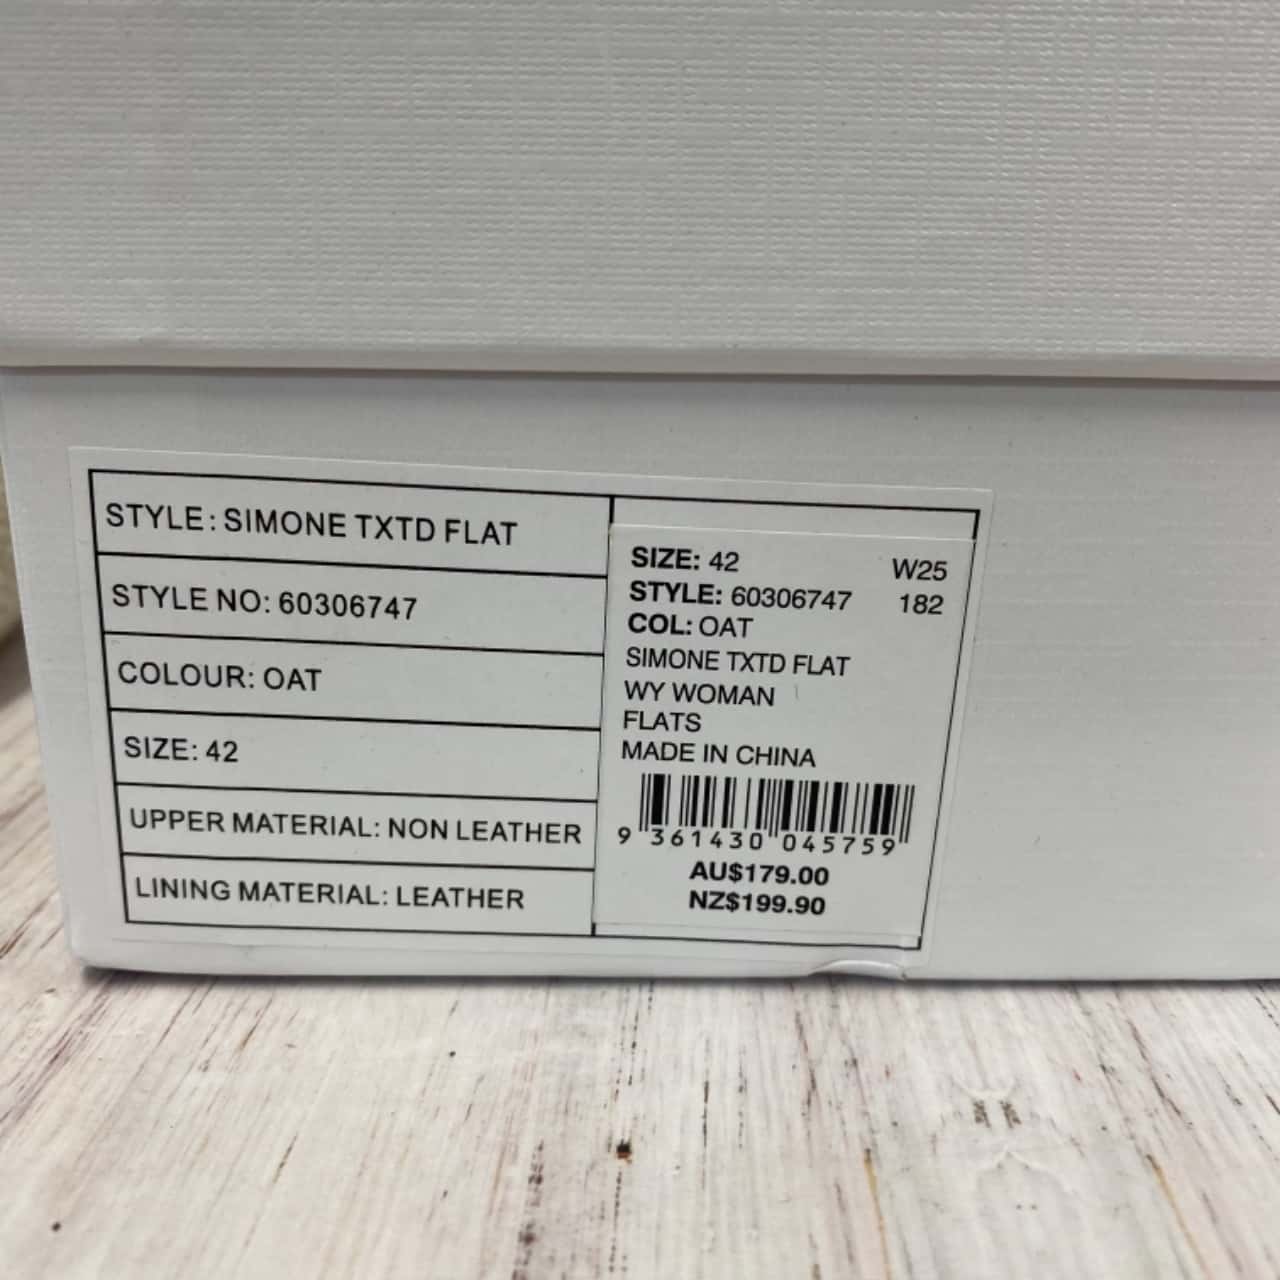 STYLE: SIMONE TXTD FLAT
STYLE NO: 60306747
COLOUR: OAT
SIZE: 42
UPPER MATERIAL: NON LEATHER
LINING MATERIAL: LEATHER
SIZE: 42 W25
STYLE: 60306747 182
COL: OAT
SIMONE TXTD FLAT
WY WOMAN
FLATS
MADE IN CHINA
9 361430 045759
AU$179.00
NZ$199.90